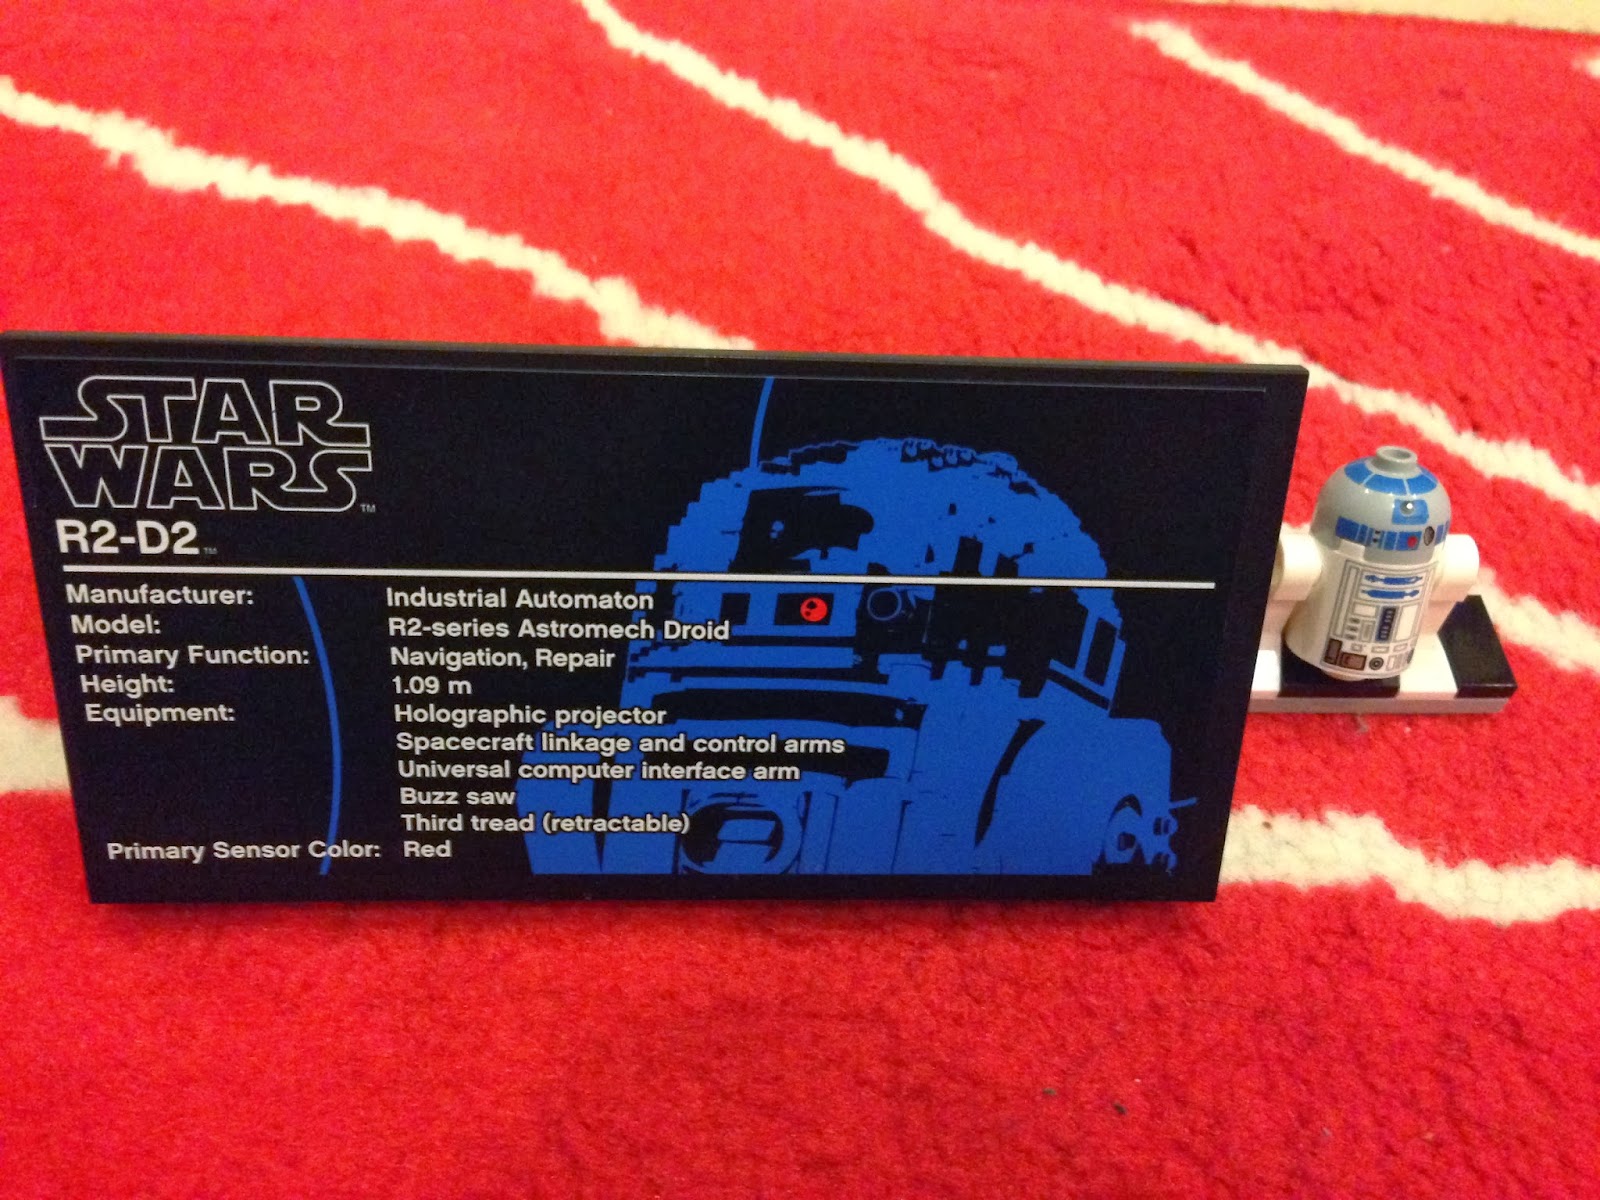 STAR
WARS™
R2-D2™
Manufacturer: Industrial Automaton
Model: R2-series Astromech Droid
Primary Function: Navigation, Repair
Height: 1.09 m
Equipment: Holographic projector
Spacecraft linkage and control arms
Universal computer interface arm
Buzz saw
Third tread (retractable)
Primary Sensor Color: Red